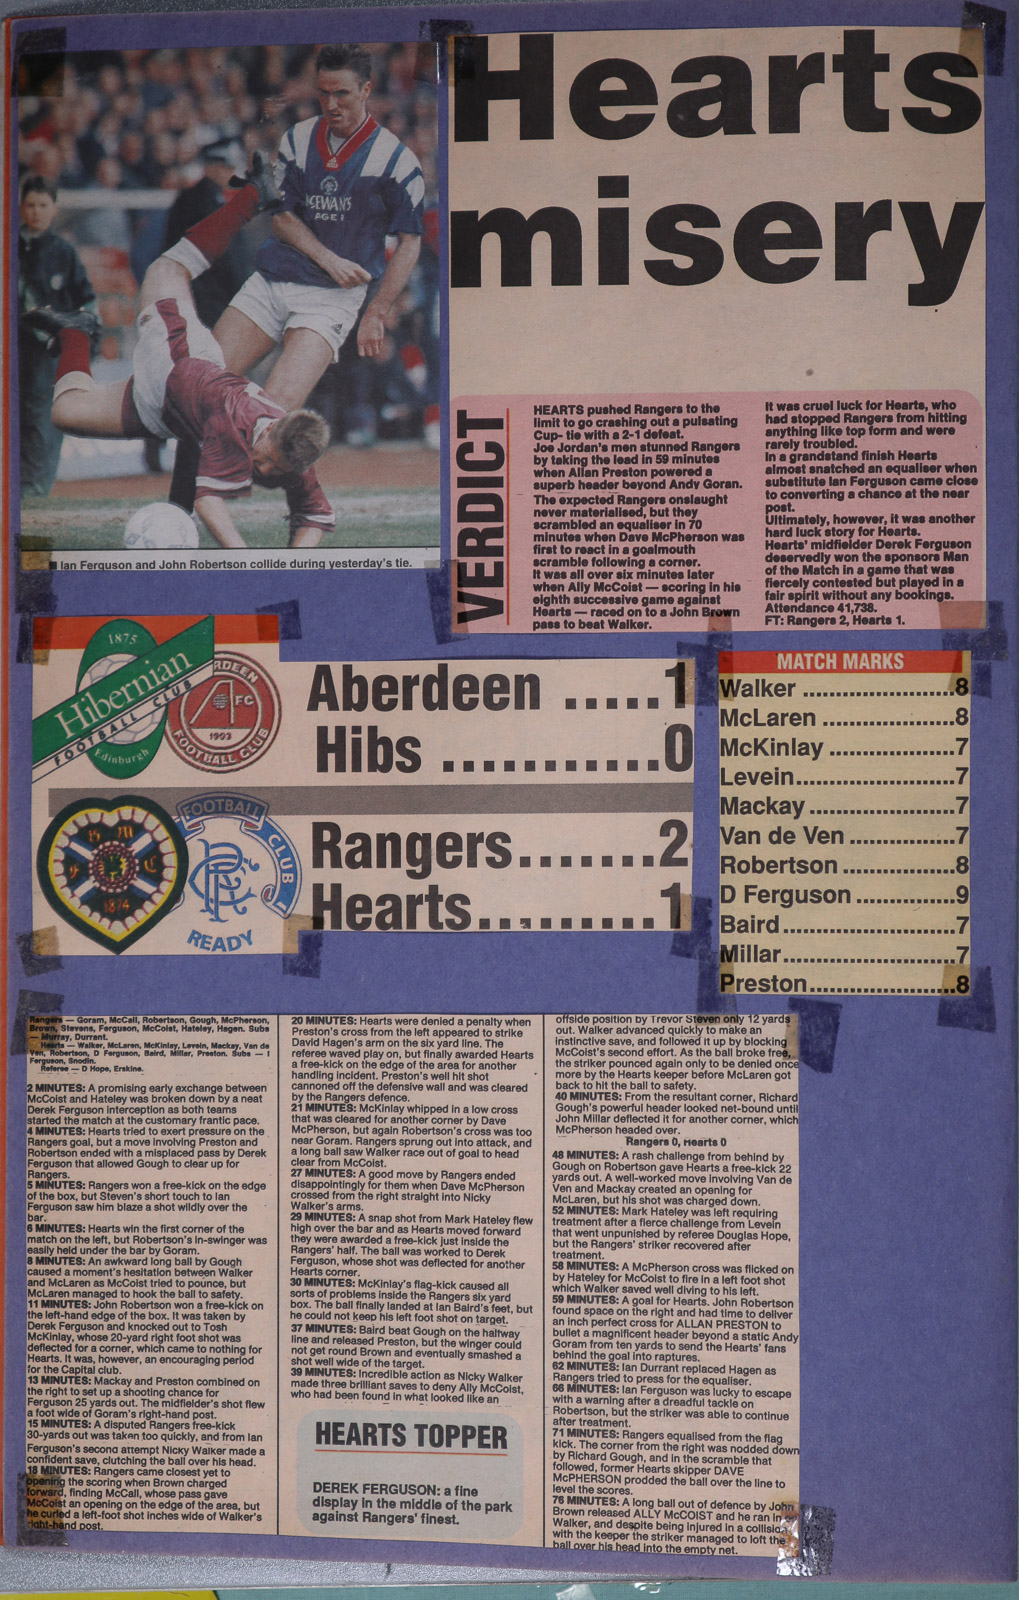 Hearts
misery
McEWAN'S
AGER
Ian Ferguson and John Robertson collide during yesterday's tie.
VERDICT
HEARTS pushed Rangers to the
limit to go crashing out a pulsating
Cup- tie with a 2-1 defeat.
Joe Jordan's men stunned Rangers
by taking the lead in 59 minutes
when Allan Preston powered a
superb header beyond Andy Goran.
The expected Rangers onslaught
never materialised, but they
scrambled an equaliser in 70
minutes when Dave McPherson was
first to react in a goalmouth
scramble following a corner.
It was all over six minutes later
when Ally McCoist — scoring in his
eighth successive game against
Hearts — raced on to a John Brown
pass to beat Walker.
It was cruel luck for Hearts, who
had stopped Rangers from hitting
anything like top form and were
rarely troubled.
In a grandstand finish Hearts
almost snatched an equaliser when
substitute Ian Ferguson came close
to converting a chance at the near
post.
Ultimately, however, it was another
hard luck story for Hearts.
Hearts' midfielder Derek Ferguson
deservedly won the sponsors Man
of the Match in a game that was
fiercely contested but played in a
fair spirit without any bookings.
Attendance 41,738.
FT: Rangers 2, Hearts 1.
1875
Hibernian
FOOTBALL CLUB
Edinburgh
RDEEN
FC
1903
FOOTBALL CLUB
Aberdeen .....1
Hibs ...........0
H M
F C
1874
FOOTBALL
CLUB
READY
Rangers.......2
Hearts.........1
MATCH MARKS
Walker ......................8
McLaren ...................8
McKinlay ..................7
Levein.......................7
Mackay .....................7
Van de Ven ...............7
Robertson ................8
D Ferguson ..............9
Baird.........................7
Millar.........................7
Preston.....................8
Rangers — Goram, McCall, Robertson, Gough, McPherson,
Brown, Stevens, Ferguson, McCoist, Hateley, Hagen. Subs
— Murray, Durrant.
Hearts — Walker, McLaren, McKinlay, Levein, Mackay, Van de
Ven, Robertson, D Ferguson, Baird, Millar, Preston. Subs — I
Ferguson, Snodin.
Referee — D Hope, Erskine.
2 MINUTES: A promising early exchange between
McCoist and Hateley was broken down by a neat
Derek Ferguson interception as both teams
started the match at the customary frantic pace.
4 MINUTES: Hearts tried to exert pressure on the
Rangers goal, but a move involving Preston and
Robertson ended with a misplaced pass by Derek
Ferguson that allowed Gough to clear up for
Rangers.
5 MINUTES: Rangers won a free-kick on the edge
of the box, but Steven's short touch to Ian
Ferguson saw him blaze a shot wildly over the
bar.
6 MINUTES: Hearts win the first corner of the
match on the left, but Robertson's in-swinger was
easily held under the bar by Goram.
8 MINUTES: An awkward long ball by Gough
caused a moment's hesitation between Walker
and McLaren as McCoist tried to pounce, but
McLaren managed to hook the ball to safety.
11 MINUTES: John Robertson won a free-kick on
the left-hand edge of the box. It was taken by
Derek Ferguson and knocked out to Tosh
McKinlay, whose 20-yard right foot shot was
deflected for a corner, which came to nothing for
Hearts. It was, however, an encouraging period
for the Capital club.
13 MINUTES: Mackay and Preston combined on
the right to set up a shooting chance for
Ferguson 25 yards out. The midfielder's shot flew
a foot wide of Goram's right-hand post.
15 MINUTES: A disputed Rangers free-kick
30-yards out was taken too quickly, and from Ian
Ferguson's second attempt Nicky Walker made a
confident save, clutching the ball over his head.
18 MINUTES: Rangers came closest yet to
opening the scoring when Brown charged
forward, finding McCall, whose pass gave
McCoist an opening on the edge of the area, but
he curled a left-foot shot inches wide of Walker's
right-hand post.
20 MINUTES: Hearts were denied a penalty when
Preston's cross from the left appeared to strike
David Hagen's arm on the six yard line. The
referee waved play on, but finally awarded Hearts
a free-kick on the edge of the area for another
handling incident. Preston's well hit shot
cannoned off the defensive wall and was cleared
by the Rangers defence.
21 MINUTES: McKinlay whipped in a low cross
that was cleared for another corner by Dave
McPherson, but again Robertson's cross was too
near Goram. Rangers sprung out into attack, and
a long ball saw Walker race out of goal to head
clear from McCoist.
27 MINUTES: A good move by Rangers ended
disappointingly for them when Dave McPherson
crossed from the right straight into Nicky
Walker's arms.
29 MINUTES: A snap shot from Mark Hateley flew
high over the bar and as Hearts moved forward
they were awarded a free-kick just inside the
Rangers' half. The ball was worked to Derek
Ferguson, whose shot was deflected for another
Hearts corner.
30 MINUTES: McKinlay's flag-kick caused all
sorts of problems inside the Rangers six yard
box. The ball finally landed at Ian Baird's feet, but
he could not keep his left foot shot on target.
37 MINUTES: Baird beat Gough on the halfway
line and released Preston, but the winger could
not get round Brown and eventually smashed a
shot well wide of the target.
39 MINUTES: Incredible action as Nicky Walker
made three brilliant saves to deny Ally McCoist,
who had been found in what looked like an
HEARTS TOPPER
DEREK FERGUSON: a fine
display in the middle of the park
against Rangers' finest.
offside position by Trevor Steven only 12 yards
out. Walker advanced quickly to make an
instinctive save, and followed it up by blocking
McCoist's second effort. As the ball broke free,
the striker pounced again only to be denied once
more by the Hearts keeper before McLaren got
back to hit the ball to safety.
40 MINUTES: From the resultant corner, Richard
Gough's powerful header looked net-bound until
John Millar deflected it for another corner, which
McPherson headed over.
Rangers 0, Hearts 0
48 MINUTES: A rash challenge from behind by
Gough on Robertson gave Hearts a free-kick 22
yards out. A well-worked move involving Van de
Ven and Mackay created an opening for
McLaren, but his shot was charged down.
52 MINUTES: Mark Hateley was left requiring
treatment after a fierce challenge from Levein
that went unpunished by referee Douglas Hope,
but the Rangers' striker recovered after
treatment.
58 MINUTES: A McPherson cross was flicked on
by Hateley for McCoist to fire in a left foot shot
which Walker saved well diving to his left.
59 MINUTES: A goal for Hearts. John Robertson
found space on the right and had time to deliver
an inch perfect cross for ALLAN PRESTON to
bullet a magnificent header beyond a static Andy
Goram from ten yards to send the Hearts' fans
behind the goal into raptures.
62 MINUTES: Ian Durrant replaced Hagen as
Rangers tried to press for the equaliser.
66 MINUTES: Ian Ferguson was lucky to escape
with a warning after a dreadful tackle on
Robertson, but the striker was able to continue
after treatment.
71 MINUTES: Rangers equalised from the flag
kick. The corner from the right was nodded down
by Richard Gough, and in the scramble that
followed, former Hearts skipper DAVE
McPHERSON prodded the ball over the line to
level the scores.
76 MINUTES: A long ball out of defence by John
Brown released ALLY McCOIST and he ran in on
Walker, and despite being injured in a collision
with the keeper the striker managed to loft the
ball over his head into the empty net.